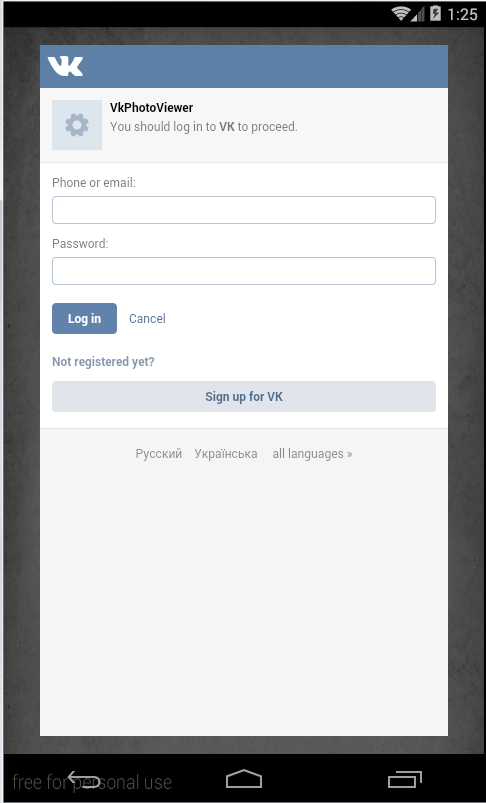 1:25
VK
VkPhotoViewer
You should log in to VK to proceed.
Phone or email:
Password:
Log in Cancel
Not registered yet?
Sign up for VK
Русский Українська all languages »
free for personal use